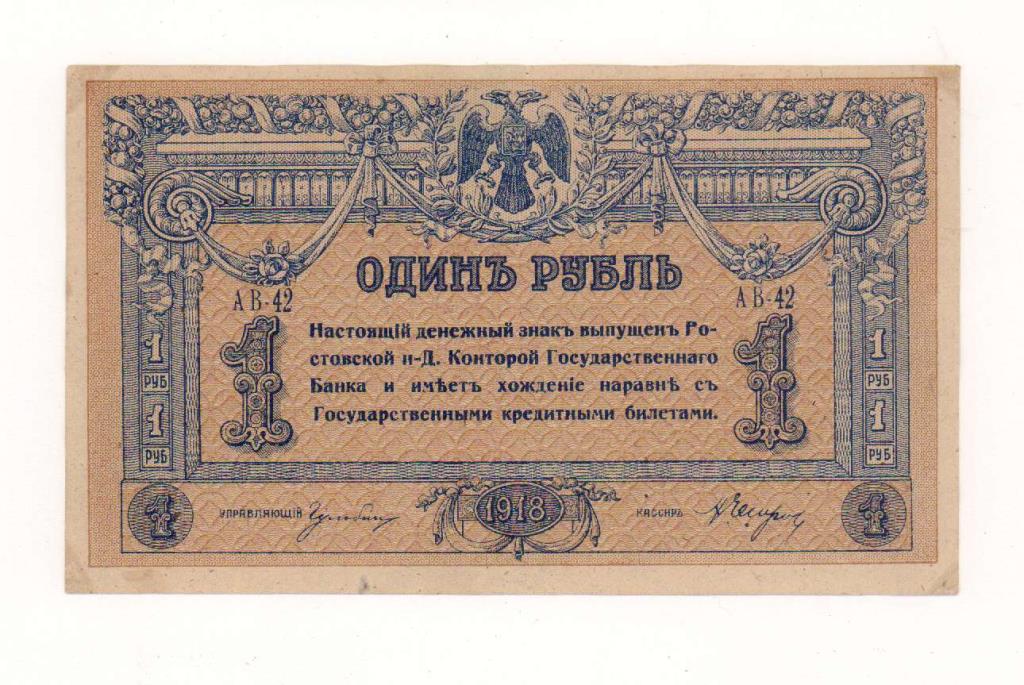 ОДИНЪ РУБЛЬ
АВ-42 АВ-42
1 1
Настоящій денежный знакъ выпущенъ Ро-
стовской н-Д. Конторой Государственнаго
Банка и имѣетъ хожденіе наравнѣ съ
Государственными кредитными билетами.
1 1
РУБ РУБ
1 1
РУБ РУБ
1 УПРАВЛЯЮЩІЙ 1918 КАССИРЪ 1